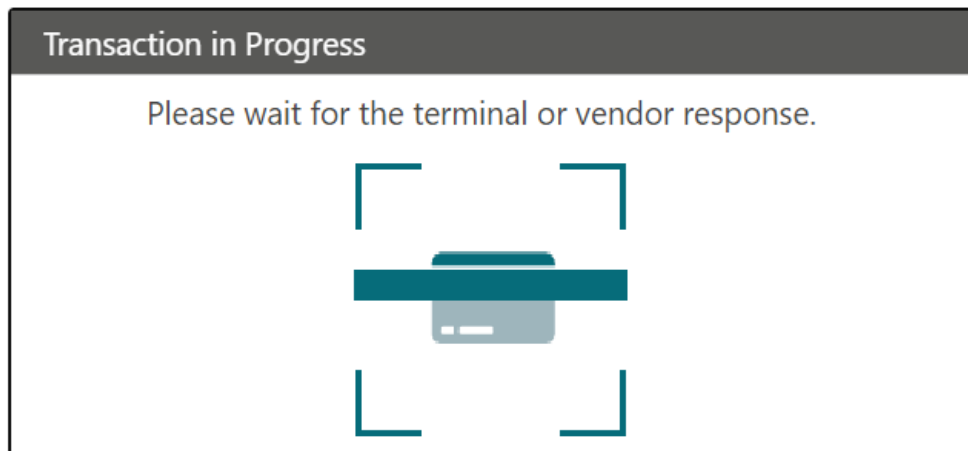 Transaction in Progress
Please wait for the terminal or vendor response.